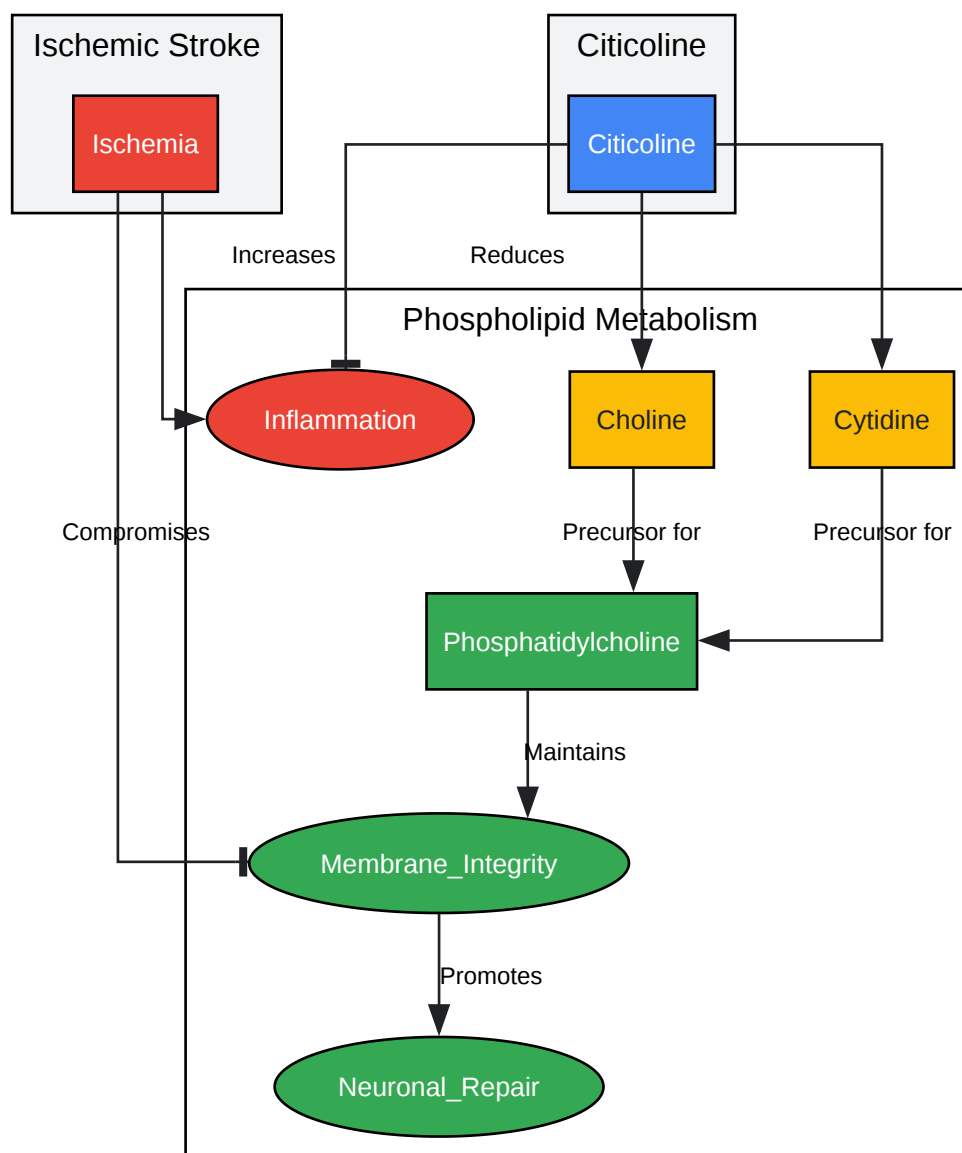 Ischemic Stroke
Citicoline
Ischemia
Citicoline
Increases
Reduces
Phospholipid Metabolism
Inflammation
Choline
Cytidine
Compromises
Precursor for
Precursor for
Phosphatidylcholine
Maintains
Membrane_Integrity
Promotes
Neuronal_Repair